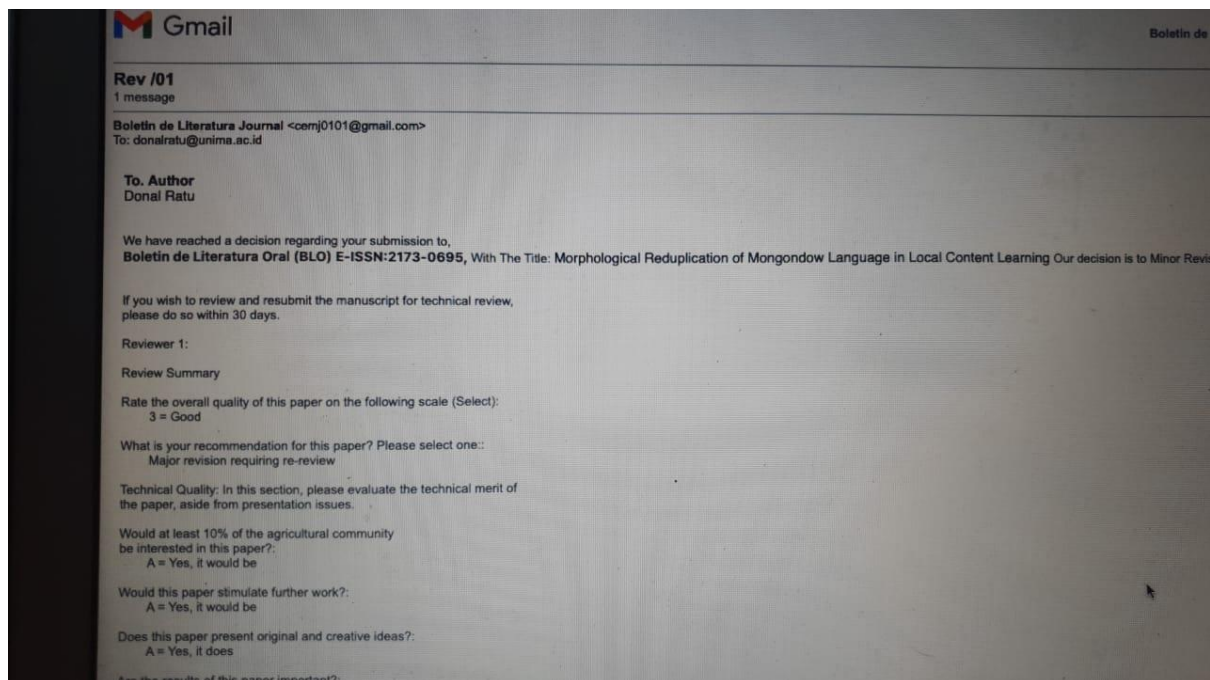 Gmail
Boletin de
Rev /01
1 message
Boletin de Literatura Journal <cemj0101@gmail.com>
To: donalratu@unima.ac.id
To. Author
Donal Ratu
We have reached a decision regarding your submission to,
Boletin de Literatura Oral (BLO) E-ISSN:2173-0695, With The Title: Morphological Reduplication of Mongondow Language in Local Content Learning Our decision is to Minor Revis
If you wish to review and resubmit the manuscript for technical review,
please do so within 30 days.
Reviewer 1:
Review Summary
Rate the overall quality of this paper on the following scale (Select):
3 = Good
What is your recommendation for this paper? Please select one::
Major revision requiring re-review
Technical Quality: In this section, please evaluate the technical merit of
the paper, aside from presentation issues.
Would at least 10% of the agricultural community
be interested in this paper?:
A = Yes, it would be
Would this paper stimulate further work?:
A = Yes, it would be
Does this paper present original and creative ideas?:
A = Yes, it does
Are the results of this paper important?: